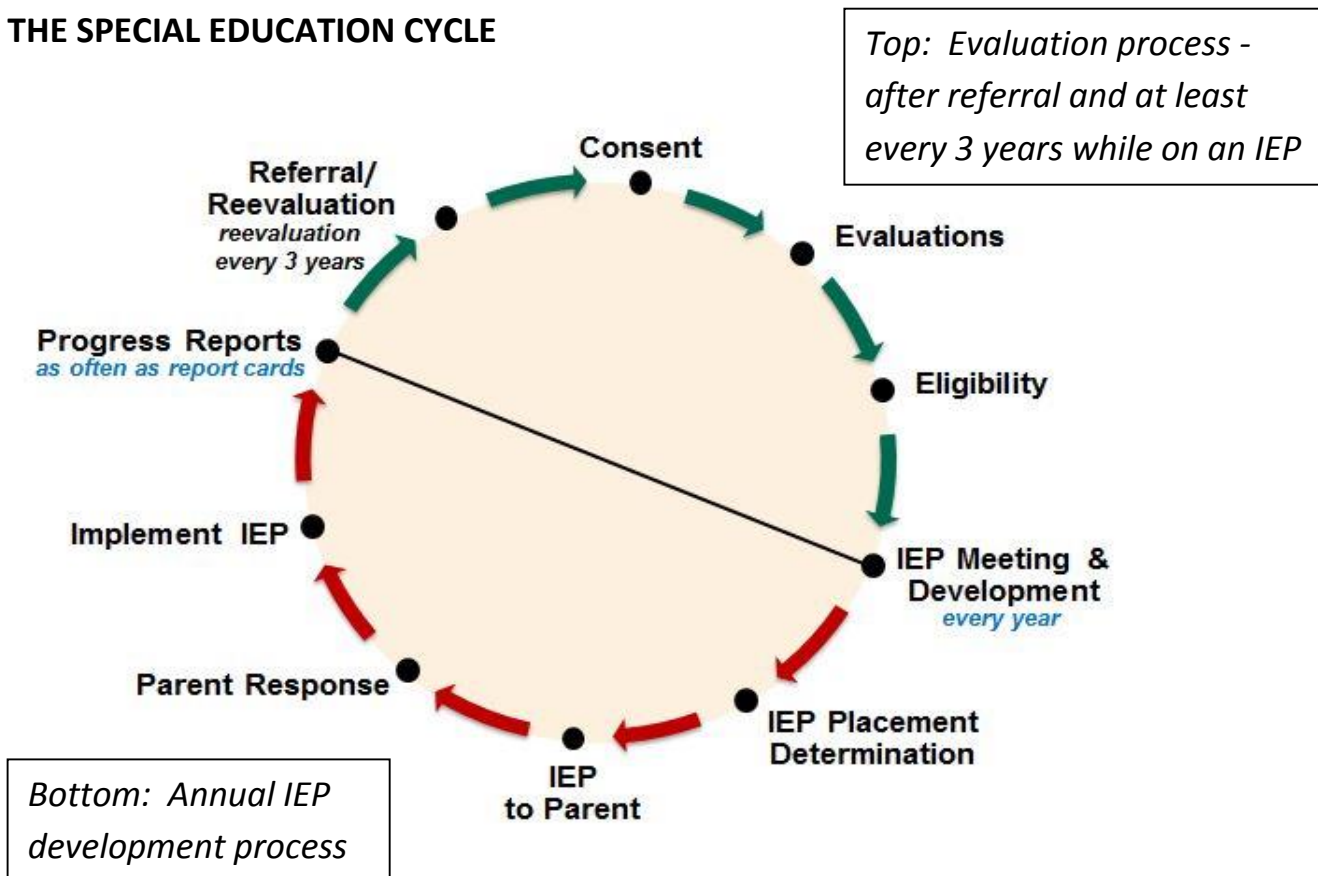 THE SPECIAL EDUCATION CYCLE
Top: Evaluation process -
after referral and at least
every 3 years while on an IEP
Consent
Referral/
Reevaluation
reevaluation
every 3 years
Evaluations
Progress Reports
as often as report cards
Eligibility
Implement IEP
IEP Meeting &
Development
every year
Parent Response
IEP Placement
Determination
IEP
to Parent
Bottom: Annual IEP
development process